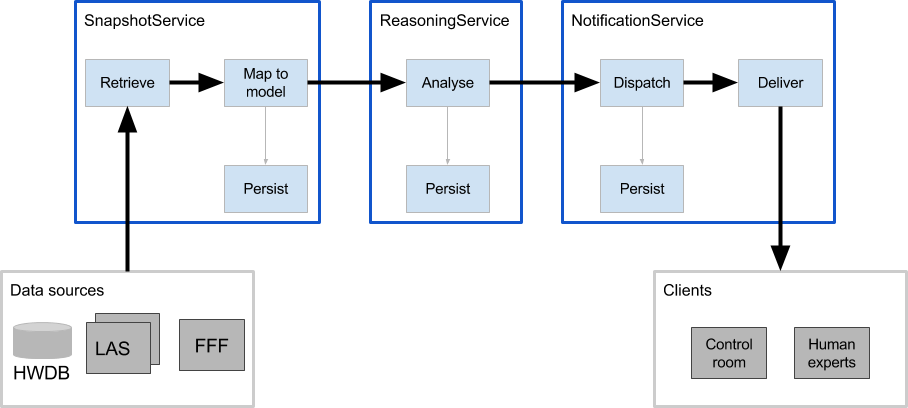 SnapshotService
Retrieve
Map to
model
Persist
ReasoningService
Analyse
Persist
NotificationService
Dispatch
Deliver
Persist
Data sources
HWDB
LAS
FFF
Clients
Control
room
Human
experts